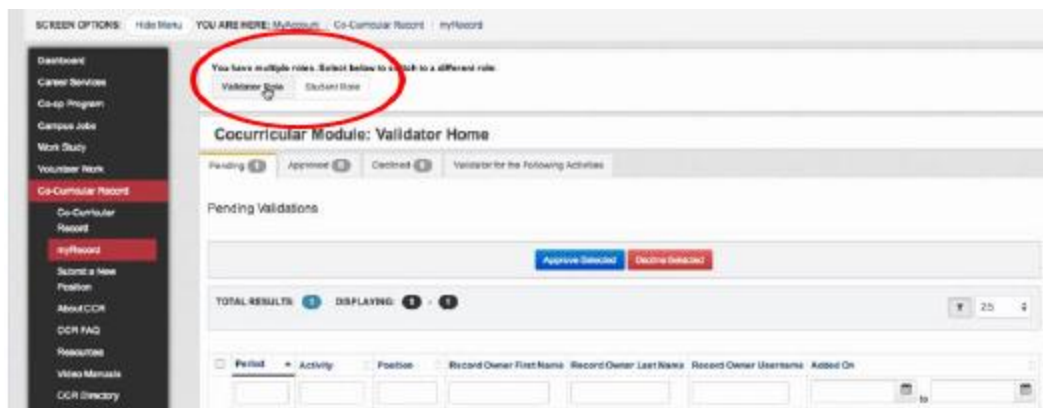 SCREEN OPTIONS: Hide Menu YOU ARE HERE: MyAccount Co-Curricular Record myRecord
Dashboard
Career Services
Co-op Program
Campus Jobs
Work Study
Volunteer Work
Co-Curricular Record
Co-Curricular
Record
myRecord
Submit a New
Position
About CCR
CCR FAQ
Resources
Video Manuals
CCR Directory
You have multiple roles. Select below to switch to a different role:
Validator Role Student Role
Cocurricular Module: Validator Home
Pending Approved Declined Validator for the Following Activities
Pending Validations
Approve Selected Decline Selected
TOTAL RESULTS: DISPLAYING: - 25
Period Activity Position Record Owner First Name Record Owner Last Name Record Owner Username Added On
to